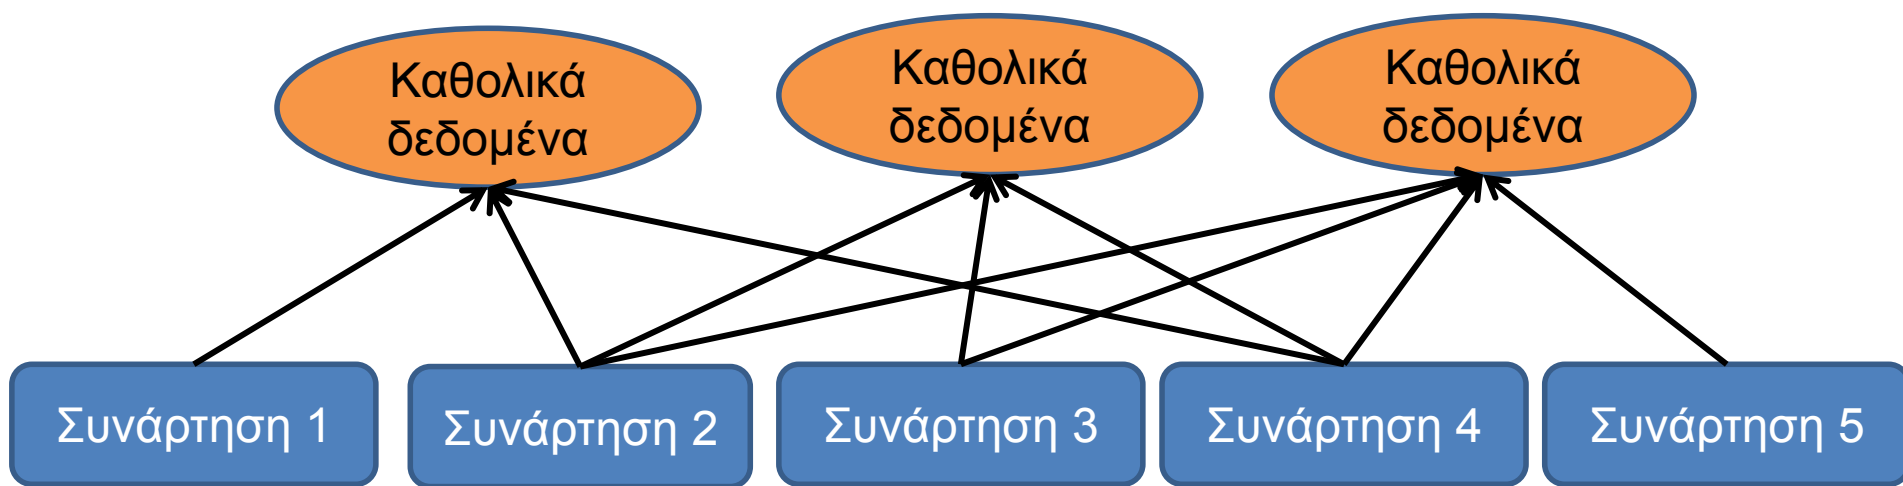 Καθολικά
δεδομένα
Καθολικά
δεδομένα
Καθολικά
δεδομένα
Συνάρτηση 1
Συνάρτηση 2
Συνάρτηση 3
Συνάρτηση 4
Συνάρτηση 5